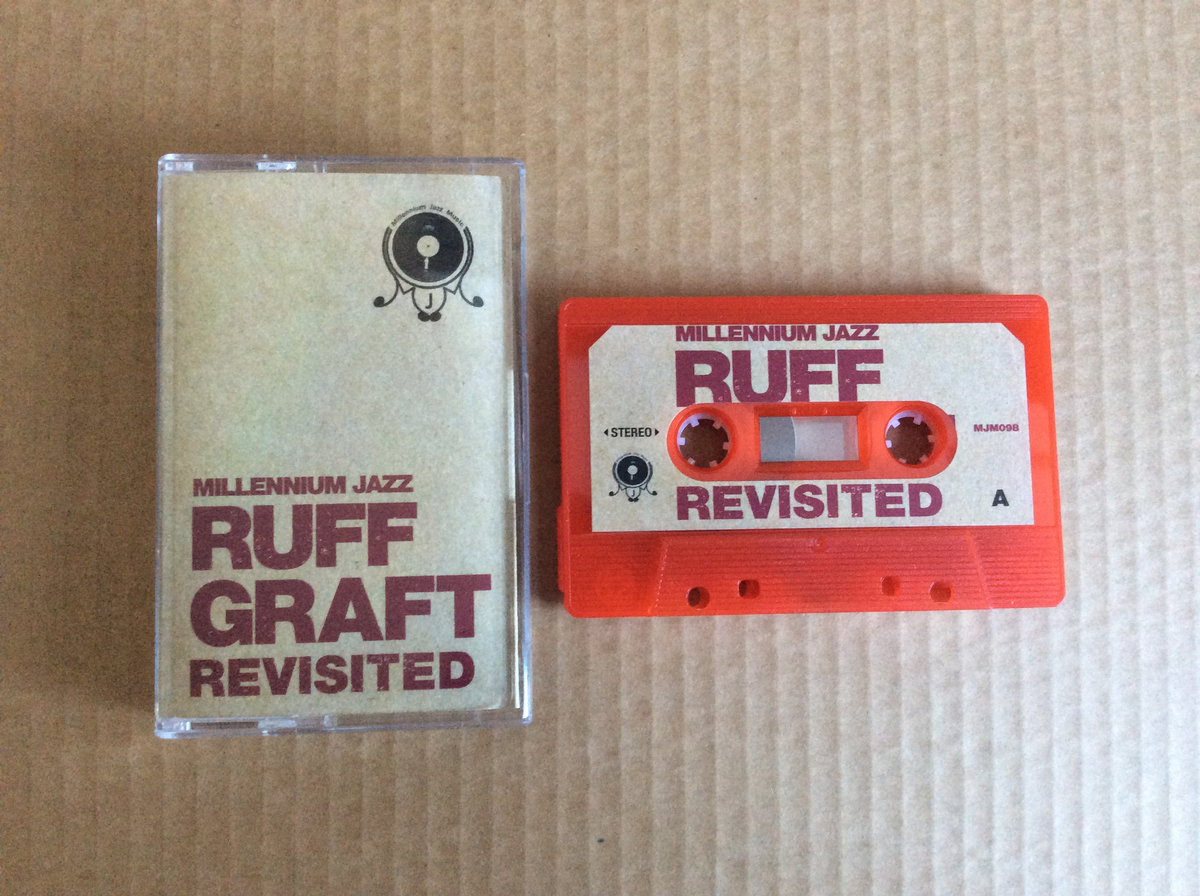 Millennium Jazz Music
J
MILLENNIUM JAZZ
RUFF
GRAFT
REVISITED
MILLENNIUM JAZZ
RUFF
STEREO
MJM098
J
REVISITED
A